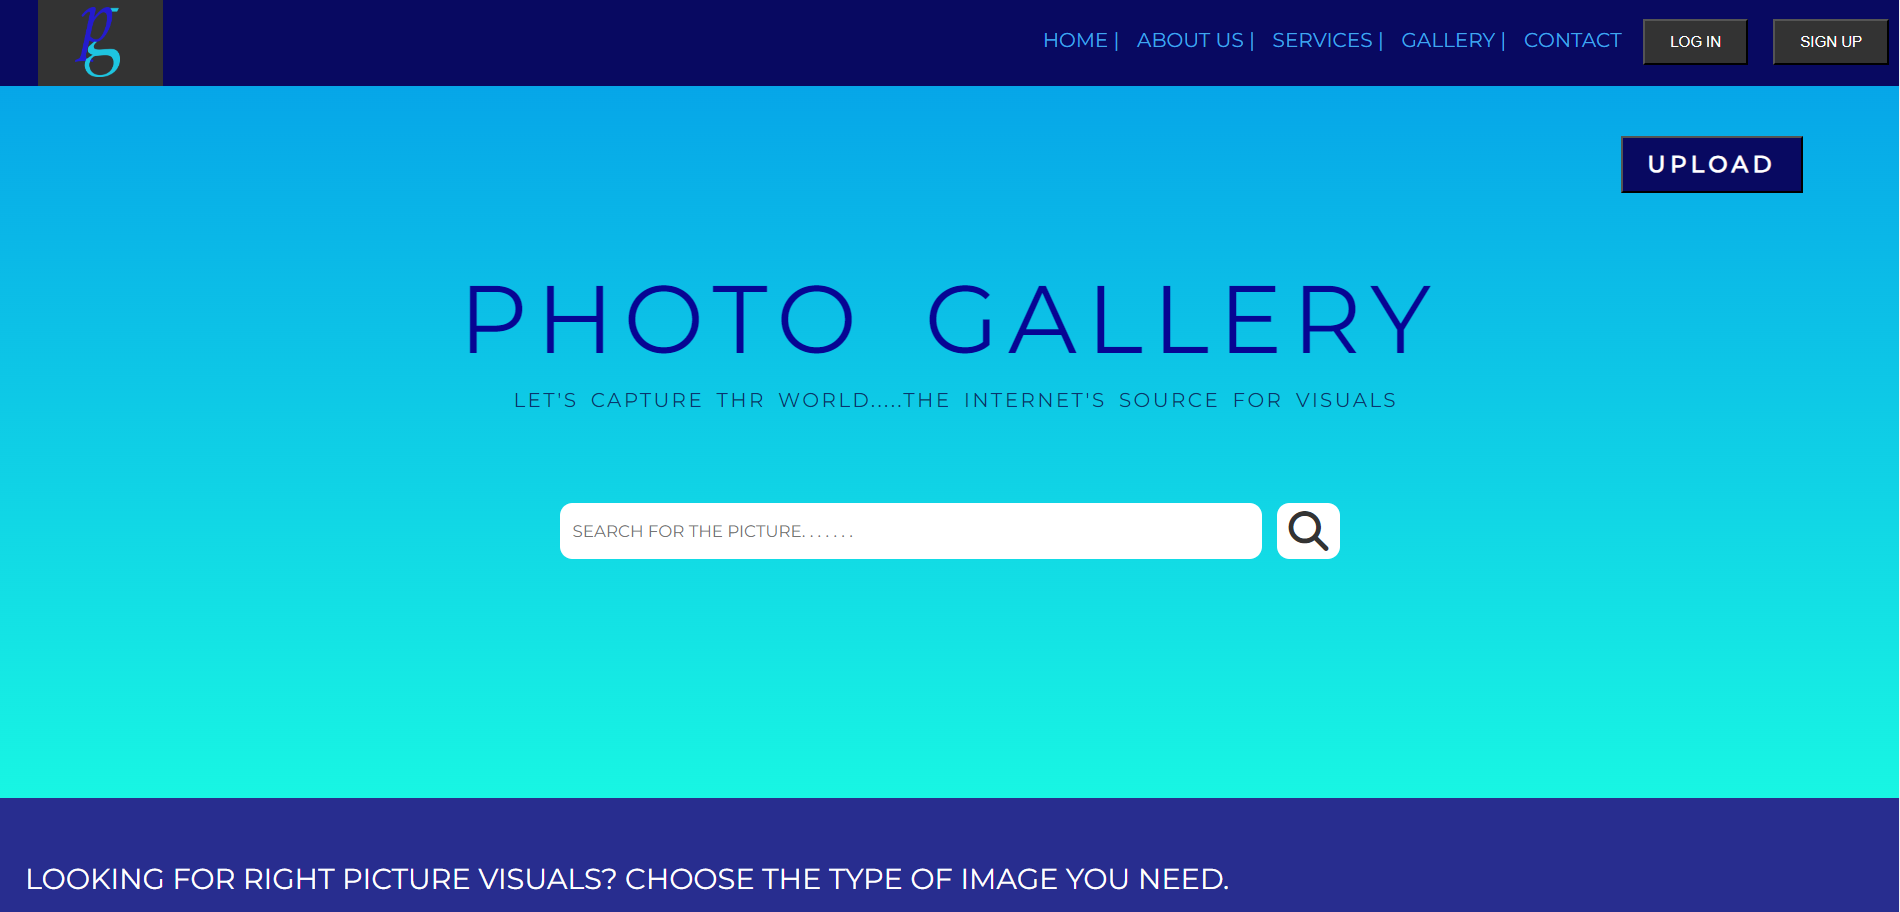 pg
HOME | ABOUT US | SERVICES | GALLERY | CONTACT LOG IN SIGN UP
UPLOAD
PHOTO GALLERY
LET'S CAPTURE THR WORLD.....THE INTERNET'S SOURCE FOR VISUALS
SEARCH FOR THE PICTURE. . . . . . .
LOOKING FOR RIGHT PICTURE VISUALS? CHOOSE THE TYPE OF IMAGE YOU NEED.